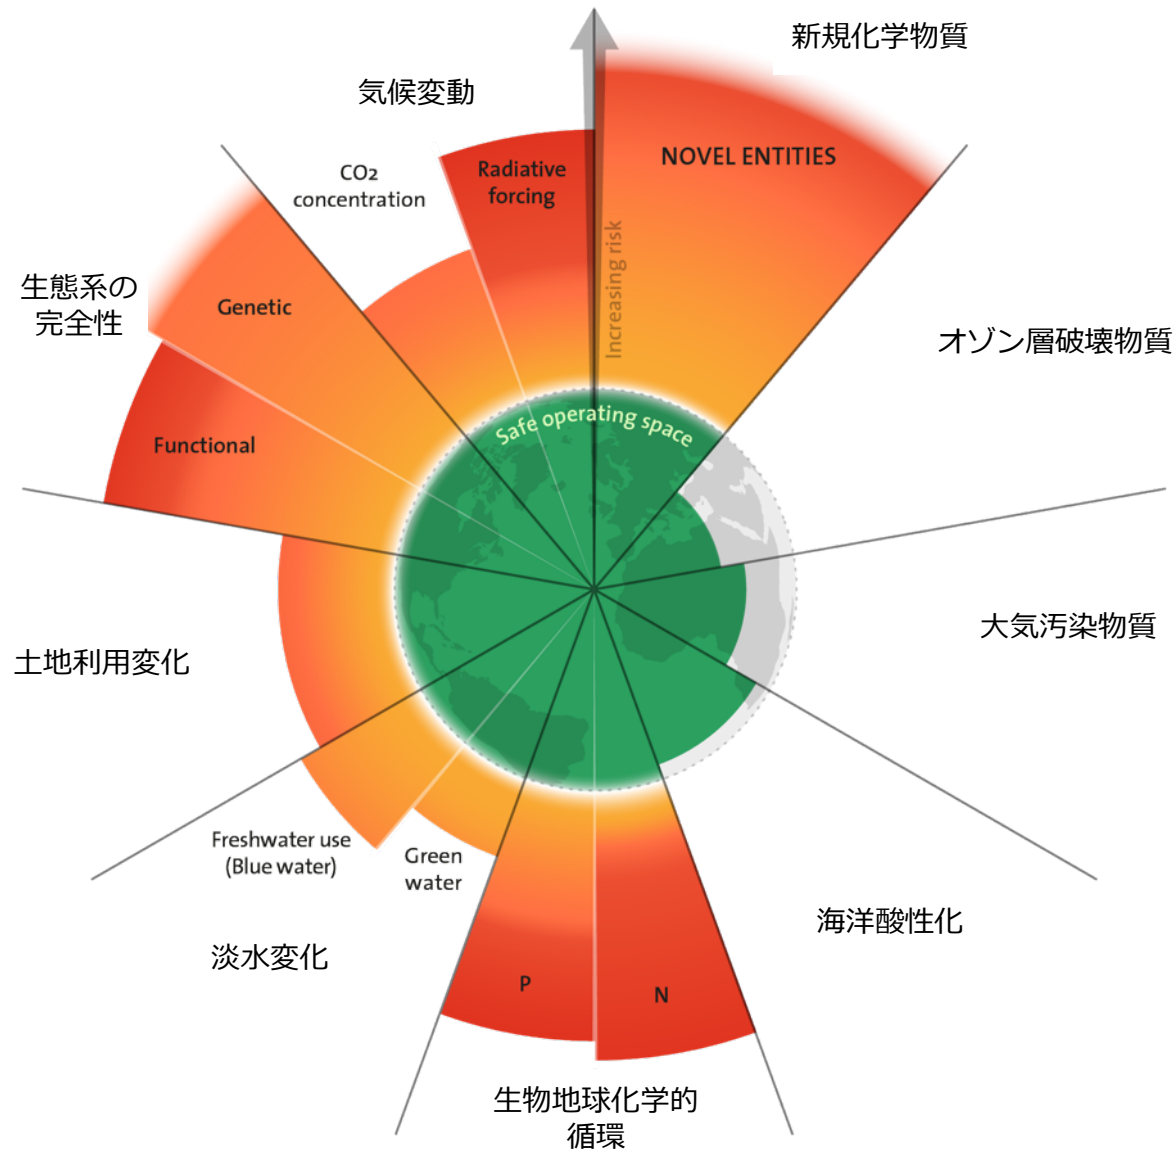 新規化学物質
気候変動
NOVEL ENTITIES
Radiative
forcing
CO2
concentration
Increasing risk
生態系の
完全性
Genetic
オゾン層破壊物質
Safe operating space
Functional
大気汚染物質
土地利用変化
Freshwater use
(Blue water)
Green
water
海洋酸性化
淡水変化
P
N
生物地球化学的
循環